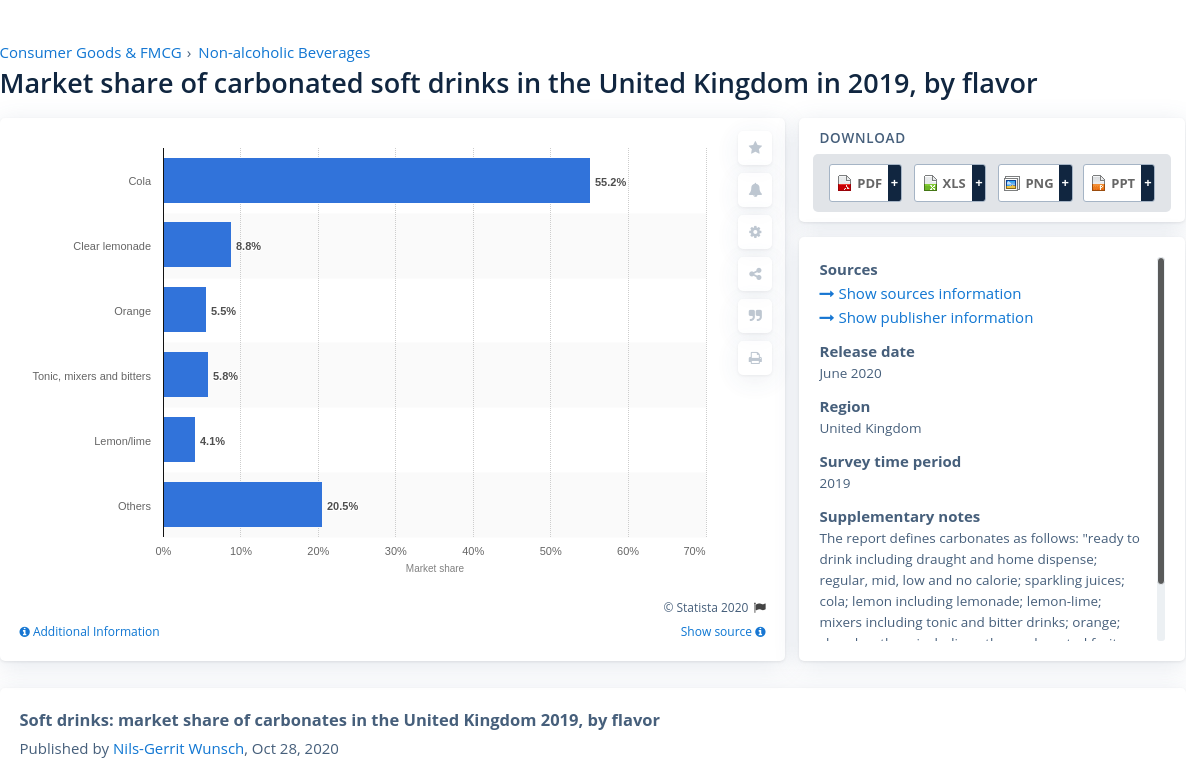 Consumer Goods & FMCG › Non-alcoholic Beverages
Market share of carbonated soft drinks in the United Kingdom in 2019, by flavor
Cola
55.2%
Clear lemonade
8.8%
Orange
5.5%
Tonic, mixers and bitters
5.8%
Lemon/lime
4.1%
Others
20.5%
0% 10% 20% 30% 40% 50% 60% 70%
Market share
© Statista 2020
Additional Information
Show source
DOWNLOAD
PDF + XLS + PNG + PPT +
Sources
Show sources information
Show publisher information
Release date
June 2020
Region
United Kingdom
Survey time period
2019
Supplementary notes
The report defines carbonates as follows: "ready to
drink including draught and home dispense;
regular, mid, low and no calorie; sparkling juices;
cola; lemon including lemonade; lemon-lime;
mixers including tonic and bitter drinks; orange;
Soft drinks: market share of carbonates in the United Kingdom 2019, by flavor
Published by Nils-Gerrit Wunsch, Oct 28, 2020